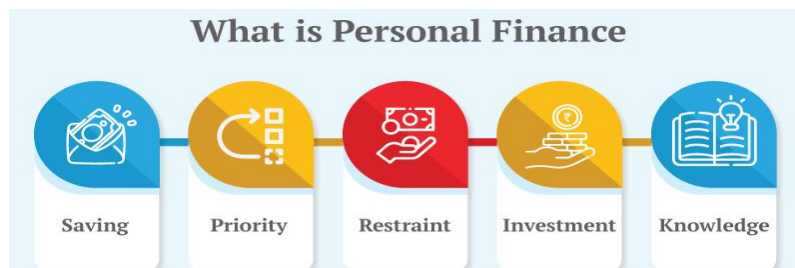 What is Personal Finance
Saving
Priority
Restraint
Investment
Knowledge